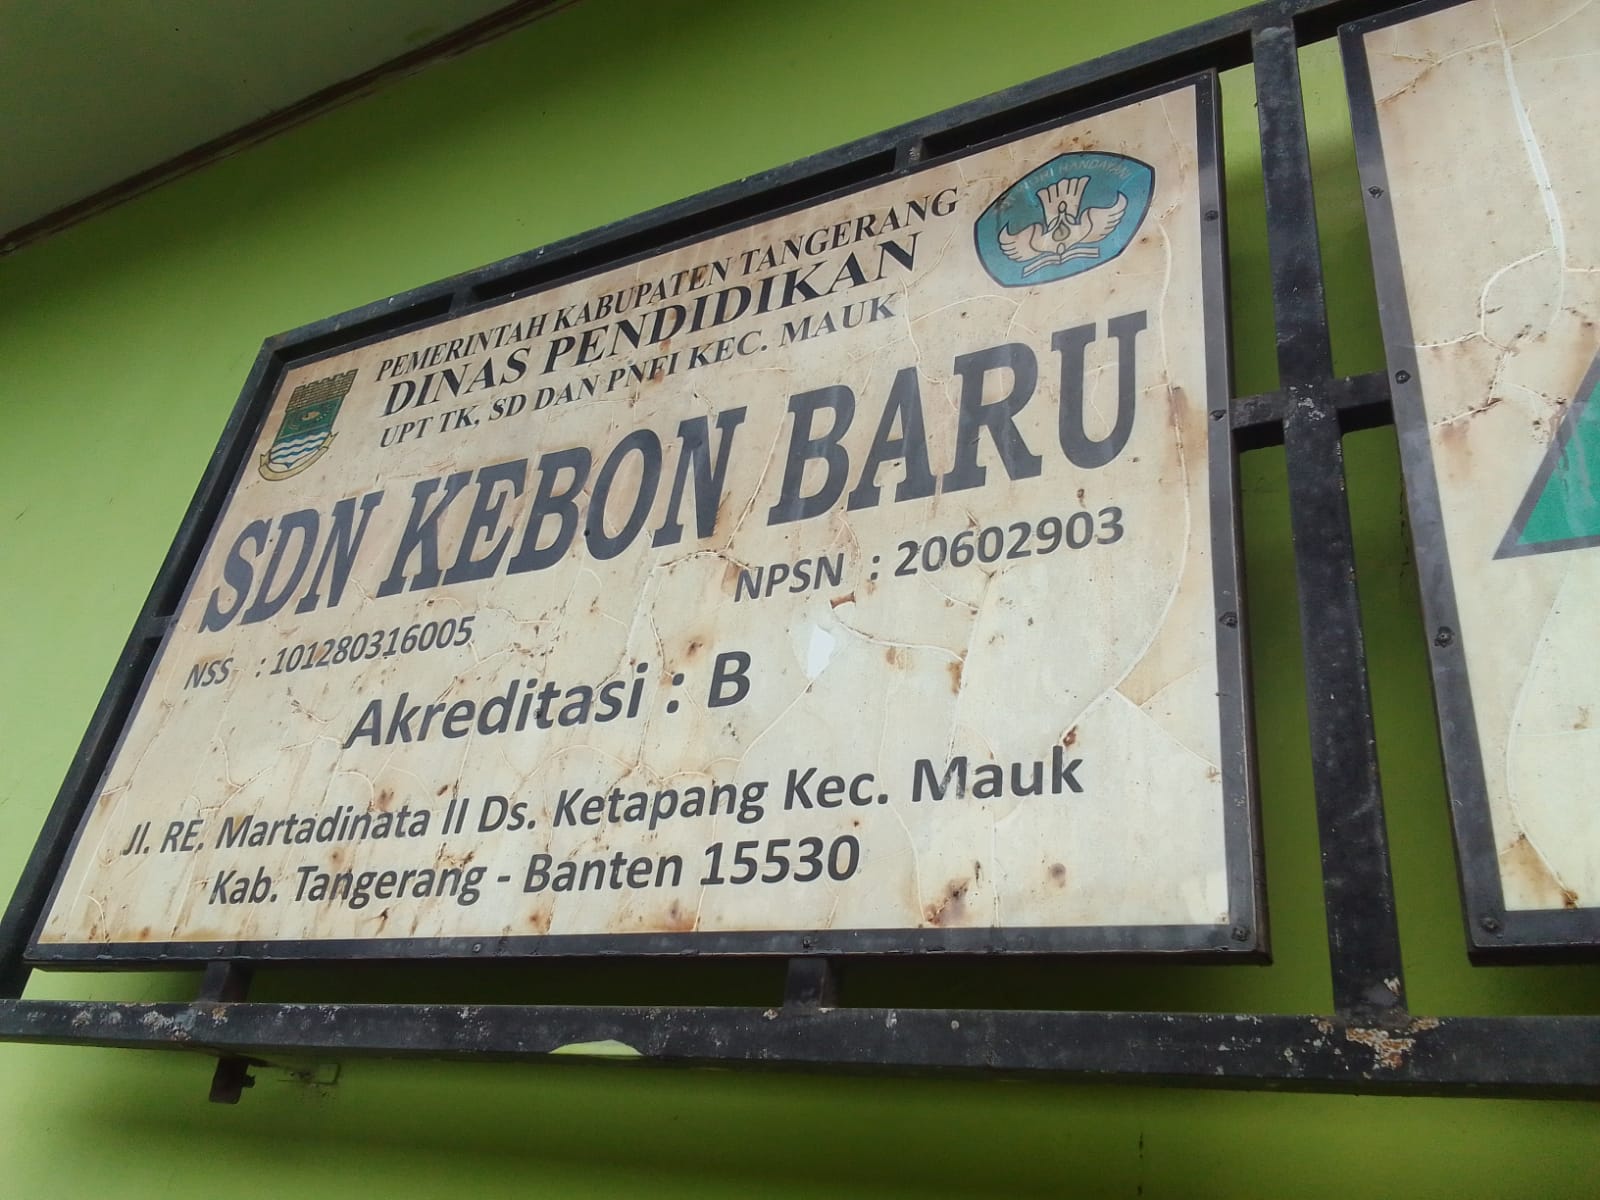 PEMERINTAH KABUPATEN TANGERANG
DINAS PENDIDIKAN
UPT TK, SD DAN PNFI KEC. MAUK
SDN KEBON BARU
NSS : 101280316005
NPSN : 20602903
Akreditasi : B
Jl. RE. Martadinata II Ds. Ketapang Kec. Mauk
Kab. Tangerang - Banten 15530